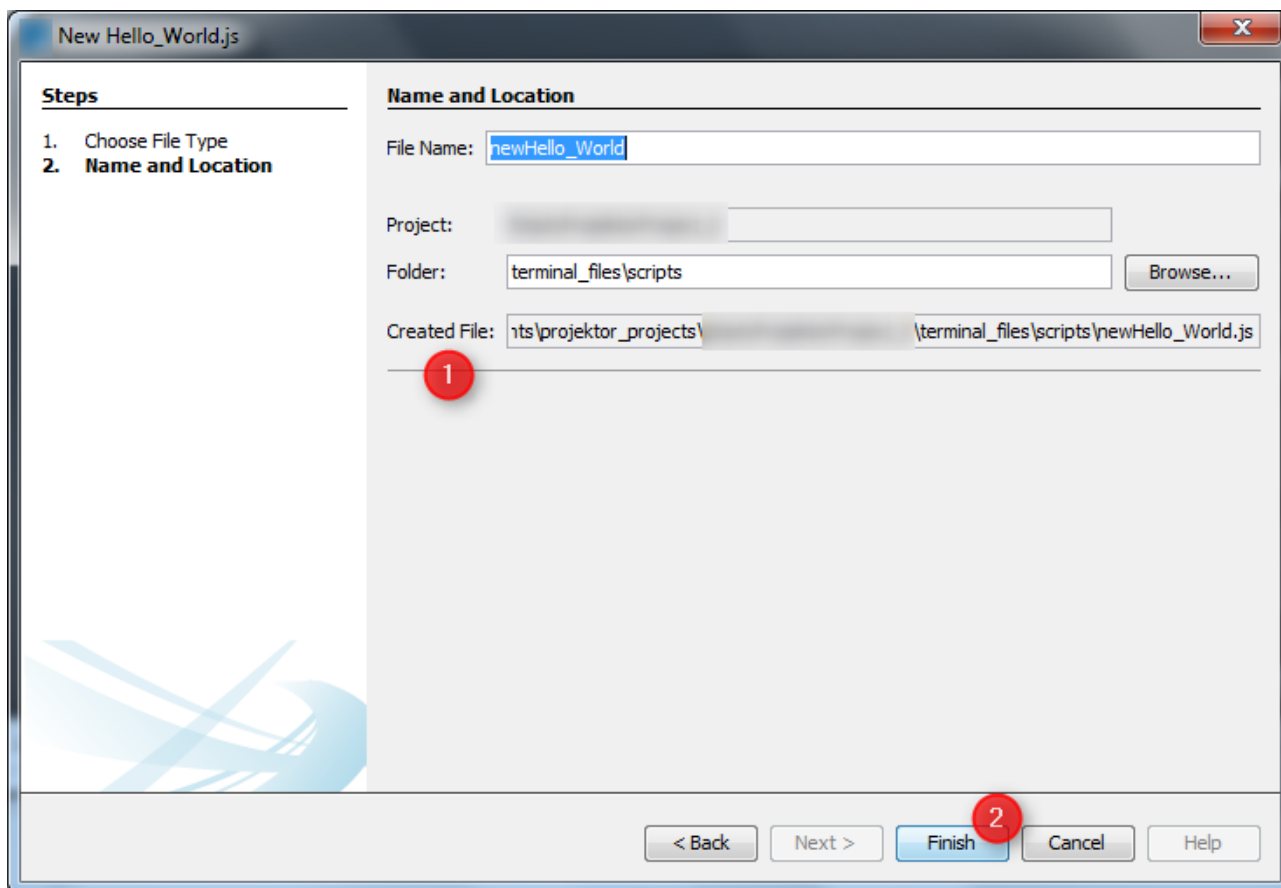 New Hello_World.js
X
Steps
1. Choose File Type
2. Name and Location
Name and Location
File Name: newHello_World
Project:
Folder: terminal_files\scripts Browse...
Created File: nts\projektor_projects\ \terminal_files\scripts\newHello_World.js
1
2
< Back Next > Finish Cancel Help